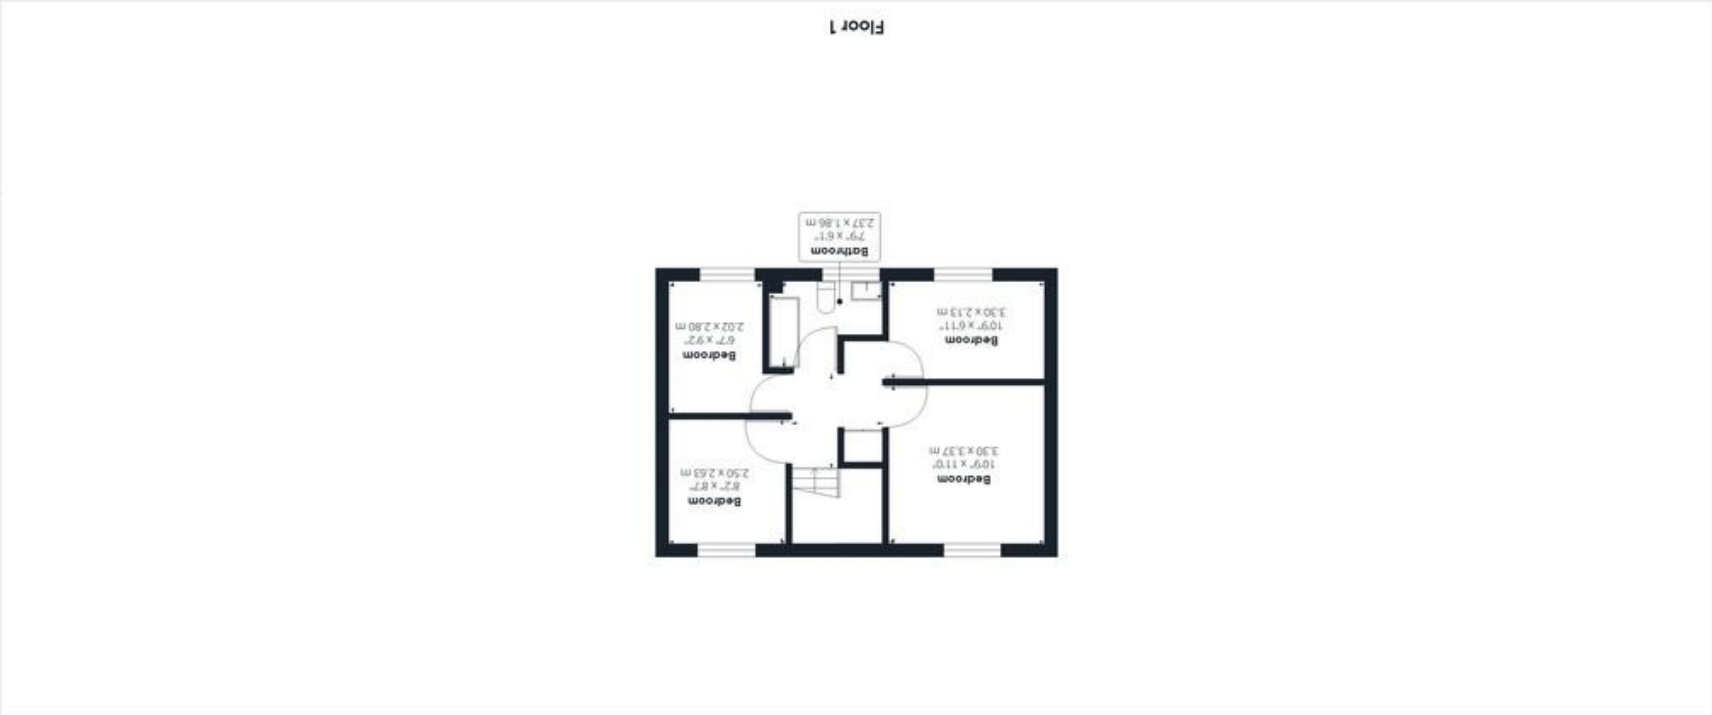 Bedroom
10'9" x 11'0"
3.30 x 3.37 m
Bedroom
8'2" x 8'7"
2.50 x 2.63 m
Bedroom
10'9" x 6'11"
3.30 x 2.13 m
Bedroom
6'7" x 9'2"
2.02 x 2.80 m
Bathroom
7'9" x 6'1"
2.37 x 1.86 m
Floor 1